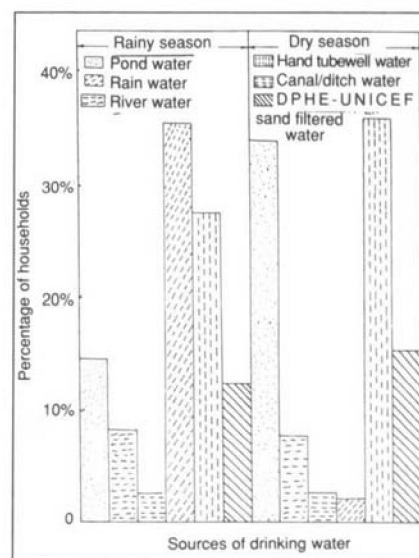 Rainy season
Dry season
Pond water
Rain water
River water
Hand tubewell water
Canal/ditch water
DPHE-UNICEF
sand filtered
water
40%
30%
20%
10%
0
Percentage of households
Sources of drinking water